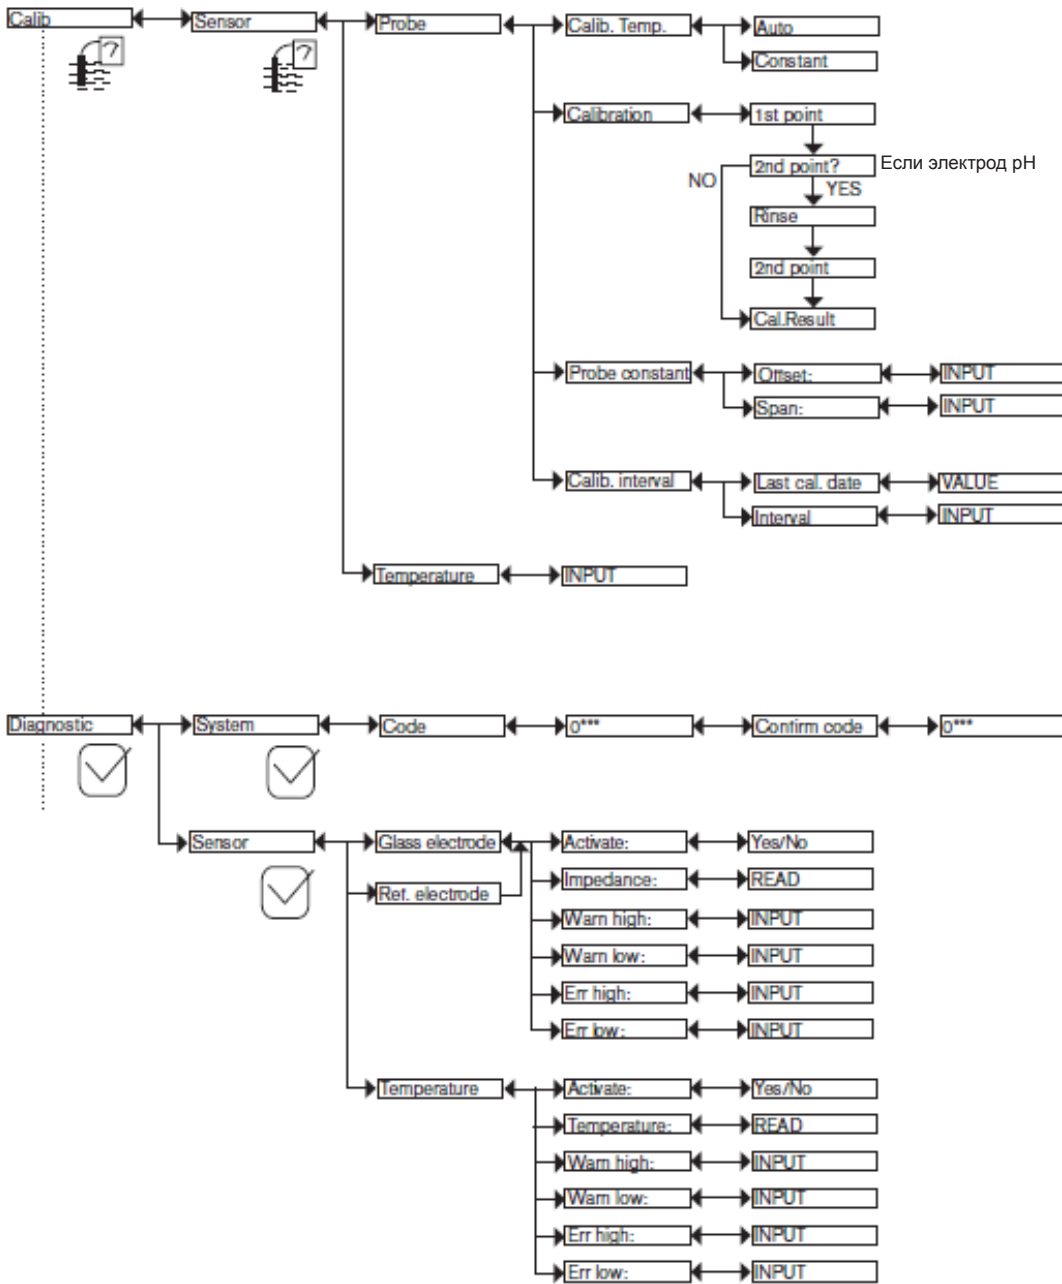 Calib Sensor Probe Calib. Temp. Auto
Constant
Calibration 1st point
2nd point? Если электрод pH
NO YES
Rinse
2nd point
Cal.Result
Probe constant Offset: INPUT
Span: INPUT
Calib. interval Last cal. date VALUE
Interval INPUT
Temperature INPUT
Diagnostic System Code 0*** Confirm code 0***
Sensor Glass electrode Activate: Yes/No
Ref. electrode Impedance: READ
Warn high: INPUT
Warn low: INPUT
Err high: INPUT
Err low: INPUT
Temperature Activate: Yes/No
Temperature: READ
Warn high: INPUT
Warn low: INPUT
Err high: INPUT
Err low: INPUT